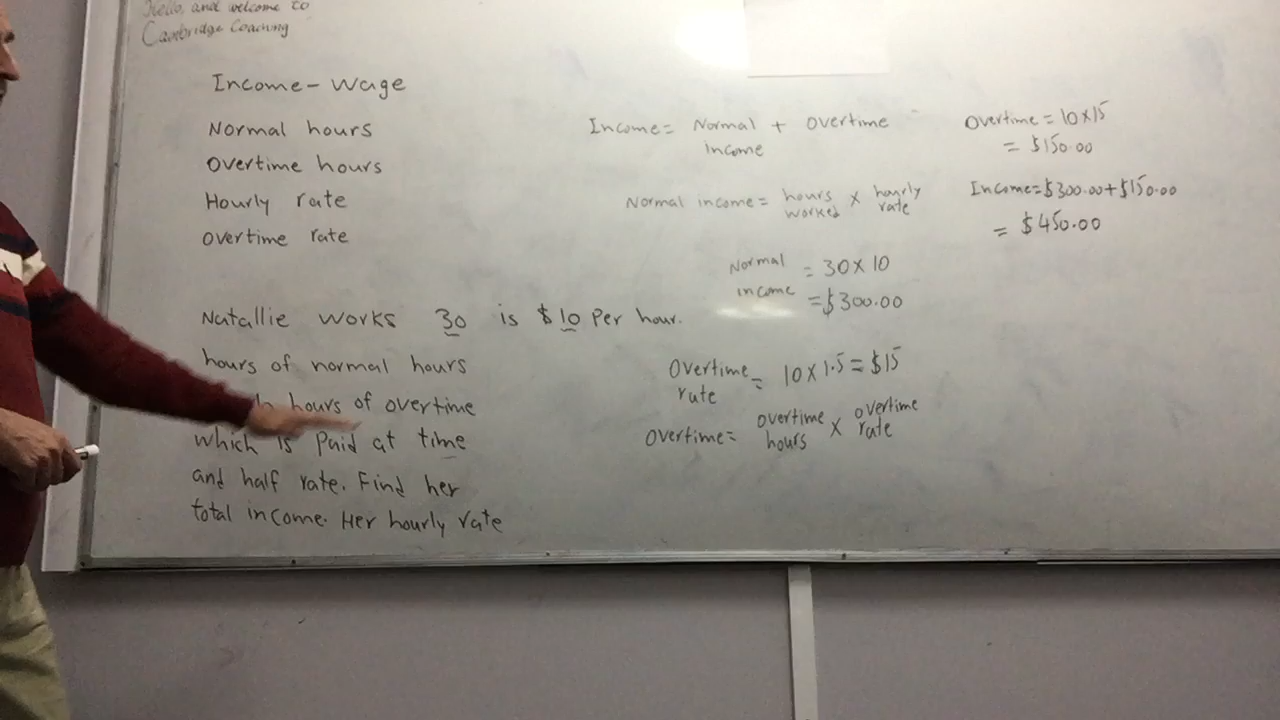 Hello, and welcome to
Cambridge Coaching
Income - Wage
Normal hours
Overtime hours
Hourly rate
Overtime rate
Natallie works 30
hours of normal hours
hours of overtime
which is paid at time
and half rate. Find her
total income. Her hourly rate
is $10 Per hour.
Income = Normal + Overtime
Income
Normal income = hours worked × hourly rate
Normal income = 30 × 10
= $300.00
Overtime rate = 10 × 1.5 = $15
Overtime = overtime hours × overtime rate
Overtime = 10×15
= $150.00
Income = $300.00 + $150.00
= $450.00